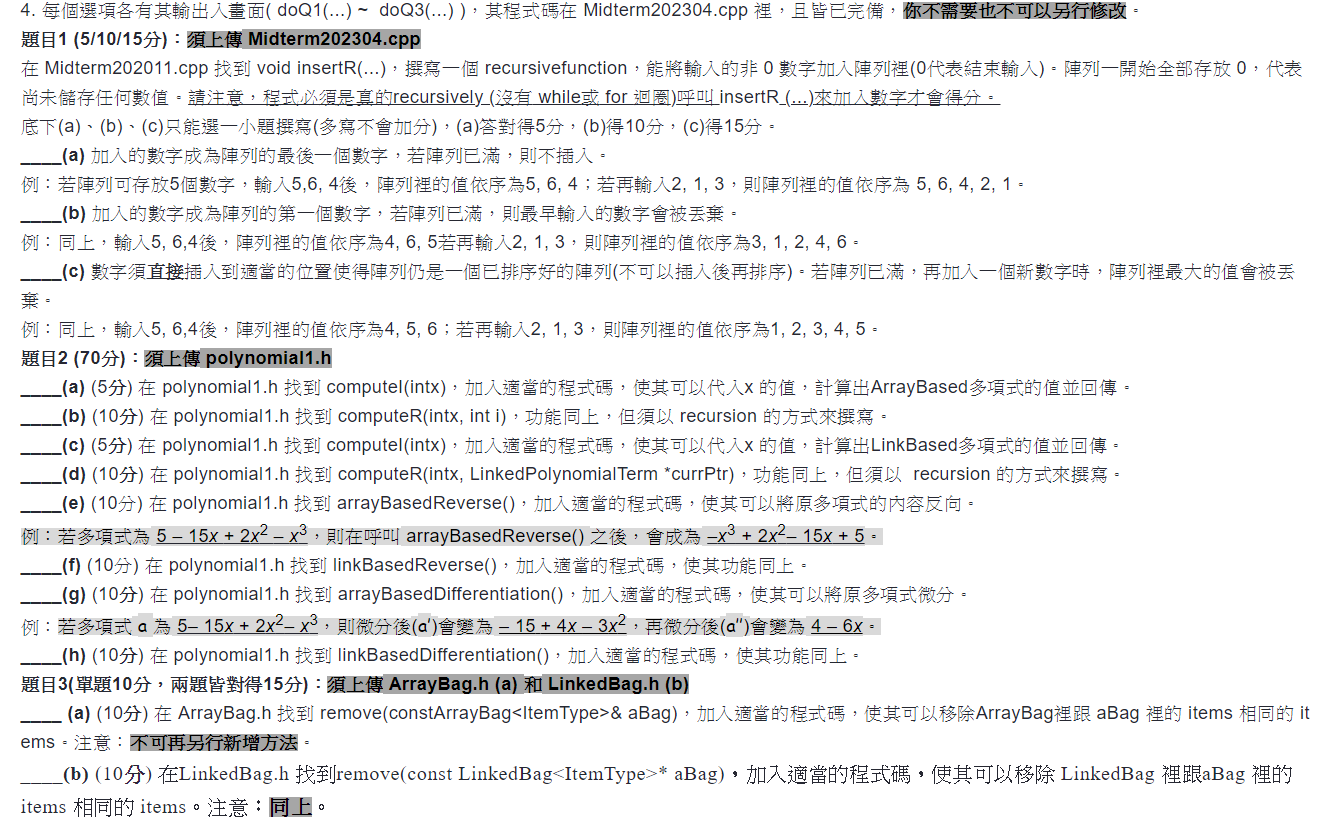 4. 每個選項各有其輸出入畫面( doQ1(...) ~ doQ3(...) )，其程式碼在 Midterm202304.cpp 裡，且皆已完備，你不需要也不可以另行修改。
題目1 (5/10/15分)：須上傳 Midterm202304.cpp
在 Midterm202011.cpp 找到 void insertR(...)，撰寫一個 recursivefunction，能將輸入的非 0 數字加入陣列裡(0代表結束輸入)。陣列一開始全部存放 0，代表
尚未儲存任何數值。請注意，程式必須是真的recursively (沒有 while或 for 迴圈)呼叫 insertR (...)來加入數字才會得分。
底下(a)、(b)、(c)只能選一小題撰寫(多寫不會加分)，(a)答對得5分，(b)得10分，(c)得15分。
____(a) 加入的數字成為陣列的最後一個數字，若陣列已滿，則不插入。
例：若陣列可存放5個數字，輸入5,6, 4後，陣列裡的值依序為5, 6, 4；若再輸入2, 1, 3，則陣列裡的值依序為 5, 6, 4, 2, 1。
____(b) 加入的數字成為陣列的第一個數字，若陣列已滿，則最早輸入的數字會被丟棄。
例：同上，輸入5, 6,4後，陣列裡的值依序為4, 6, 5若再輸入2, 1, 3，則陣列裡的值依序為3, 1, 2, 4, 6。
____(c) 數字須直接插入到適當的位置使得陣列仍是一個已排序好的陣列(不可以插入後再排序)。若陣列已滿，再加入一個新數字時，陣列裡最大的值會被丟
棄。
例：同上，輸入5, 6,4後，陣列裡的值依序為4, 5, 6；若再輸入2, 1, 3，則陣列裡的值依序為1, 2, 3, 4, 5。
題目2 (70分)：須上傳 polynomial1.h
____(a) (5分) 在 polynomial1.h 找到 computeI(intx)，加入適當的程式碼，使其可以代入x 的值，計算出ArrayBased多項式的值並回傳。
____(b) (10分) 在 polynomial1.h 找到 computeR(intx, int i)，功能同上，但須以 recursion 的方式來撰寫。
____(c) (5分) 在 polynomial1.h 找到 computeI(intx)，加入適當的程式碼，使其可以代入x 的值，計算出LinkBased多項式的值並回傳。
____(d) (10分) 在 polynomial1.h 找到 computeR(intx, LinkedPolynomialTerm *currPtr)，功能同上，但須以 recursion 的方式來撰寫。
____(e) (10分) 在 polynomial1.h 找到 arrayBasedReverse()，加入適當的程式碼，使其可以將原多項式的內容反向。
例：若多項式為 5 – 15x + 2x² – x³，則在呼叫 arrayBasedReverse() 之後，會成為 –x³ + 2x²– 15x + 5。
____(f) (10分) 在 polynomial1.h 找到 linkBasedReverse()，加入適當的程式碼，使其功能同上。
____(g) (10分) 在 polynomial1.h 找到 arrayBasedDifferentiation()，加入適當的程式碼，使其可以將原多項式微分。
例：若多項式 a 為 5– 15x + 2x²– x³，則微分後(a')會變為 – 15 + 4x – 3x²，再微分後(a")會變為 4 – 6x。
____(h) (10分) 在 polynomial1.h 找到 linkBasedDifferentiation()，加入適當的程式碼，使其功能同上。
題目3(單題10分，兩題皆對得15分)：須上傳 ArrayBag.h (a) 和 LinkedBag.h (b)
____ (a) (10分) 在 ArrayBag.h 找到 remove(constArrayBag<ItemType>& aBag)，加入適當的程式碼，使其可以移除ArrayBag裡跟 aBag 裡的 items 相同的 it
ems。注意：不可再另行新增方法。
____(b) (10分) 在LinkedBag.h 找到remove(const LinkedBag<ItemType>* aBag)，加入適當的程式碼，使其可以移除 LinkedBag 裡跟aBag 裡的
items 相同的 items。注意：同上。